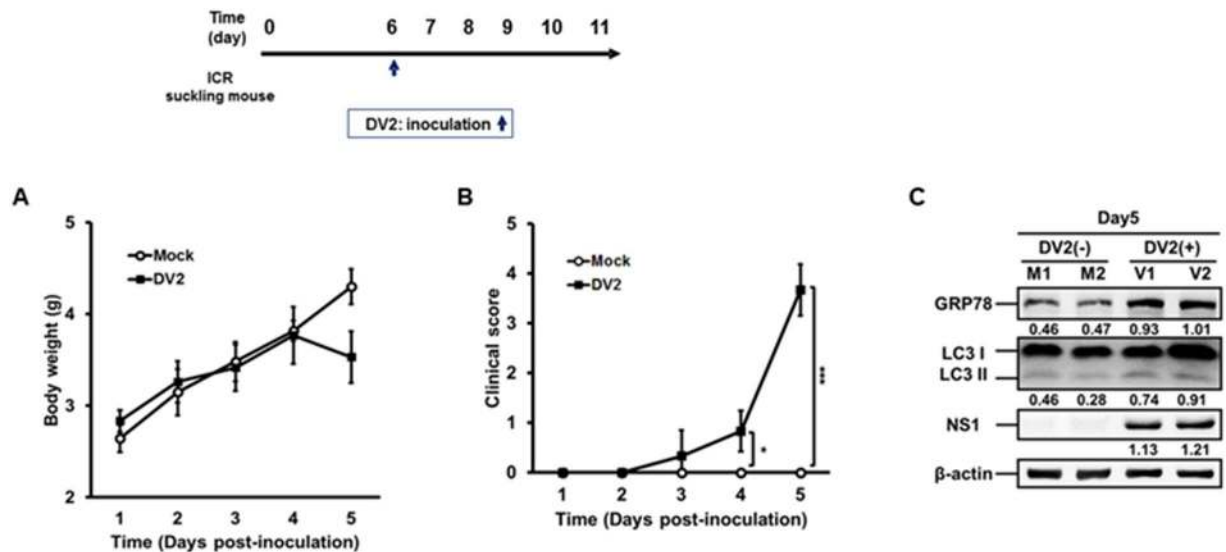 Time
(day)
0 6 7 8 9 10 11
ICR
suckling mouse
DV2: inoculation
A
Body weight (g)
5
4
3
2
Mock
DV2
1 2 3 4 5
Time (Days post-inoculation)
B
Clinical score
5
4
3
2
1
0
Mock
DV2
*
***
1 2 3 4 5
Time (Days post-inoculation)
C
Day5
DV2(-) DV2(+)
M1 M2 V1 V2
GRP78
0.46 0.47 0.93 1.01
LC3 I
LC3 II
0.46 0.28 0.74 0.91
NS1
1.13 1.21
β-actin